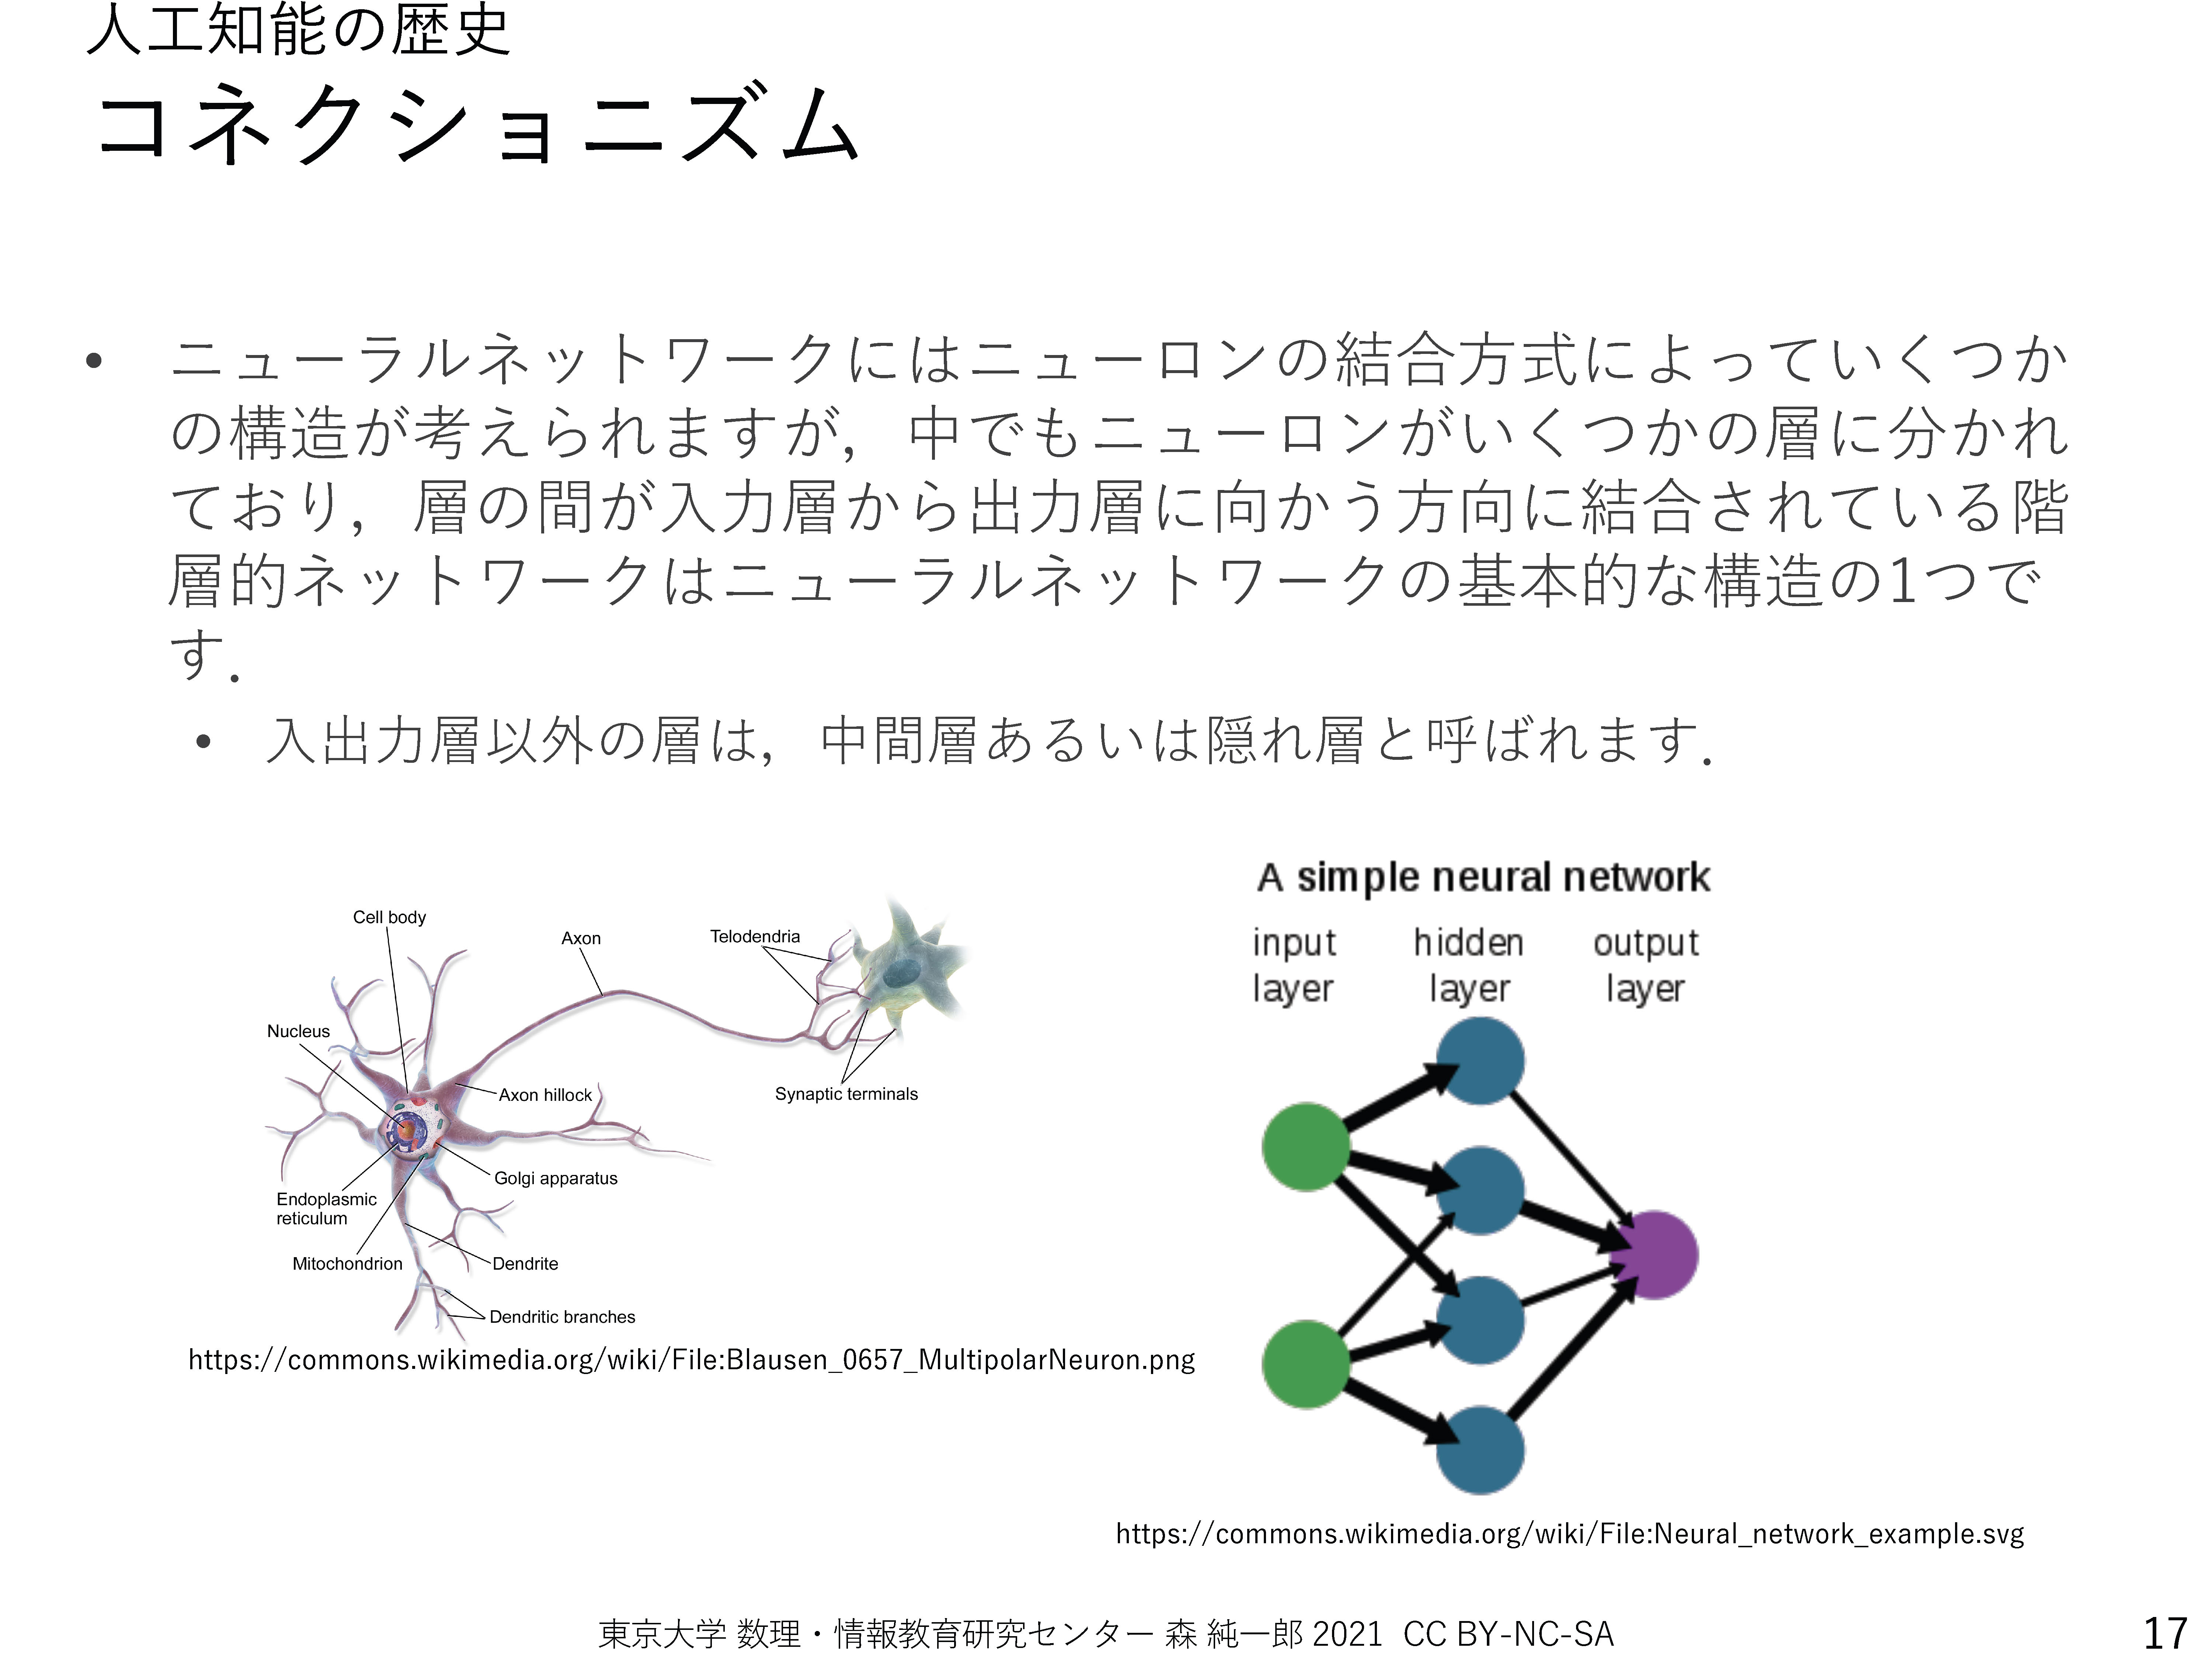 人工知能の歴史
コネクショニズム
• ニューラルネットワークにはニューロンの結合方式によっていくつか
の構造が考えられますが，中でもニューロンがいくつかの層に分かれ
ており，層の間が入力層から出力層に向かう方向に結合されている階
層的ネットワークはニューラルネットワークの基本的な構造の1つで
す．
• 入出力層以外の層は，中間層あるいは隠れ層と呼ばれます．
Cell body
Axon
Telodendria
Nucleus
Axon hillock
Synaptic terminals
Golgi apparatus
Endoplasmic
reticulum
Mitochondrion
Dendrite
Dendritic branches
https://commons.wikimedia.org/wiki/File:Blausen_0657_MultipolarNeuron.png
A simple neural network
input
layer
hidden
layer
output
layer
https://commons.wikimedia.org/wiki/File:Neural_network_example.svg
東京大学 数理・情報教育研究センター 森 純一郎 2021 CC BY-NC-SA
17